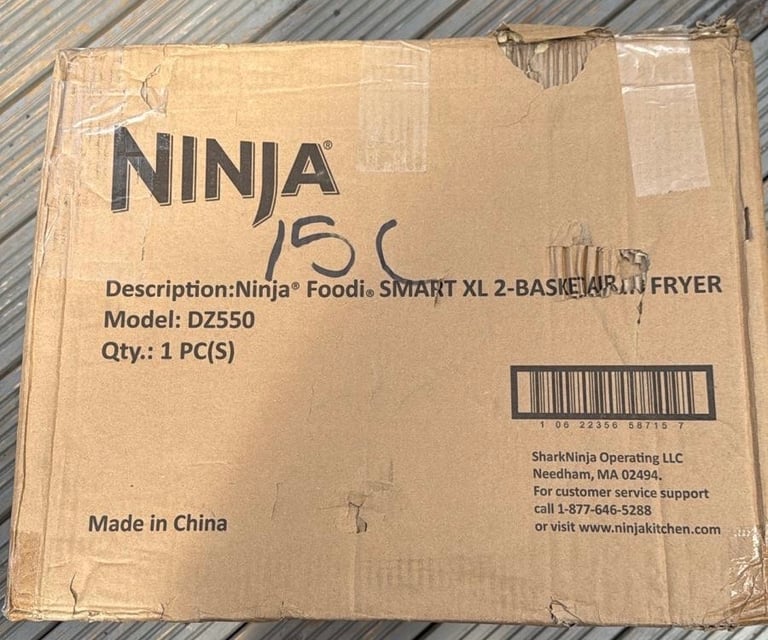 NINJA®
15C
Description:Ninja® Foodi® SMART XL 2-BASKET AIR FRYER
Model: DZ550
Qty.: 1 PC(S)
1 06 22356 58715 7
SharkNinja Operating LLC
Needham, MA 02494.
For customer service support
call 1-877-646-5288
or visit www.ninjakitchen.com
Made in China